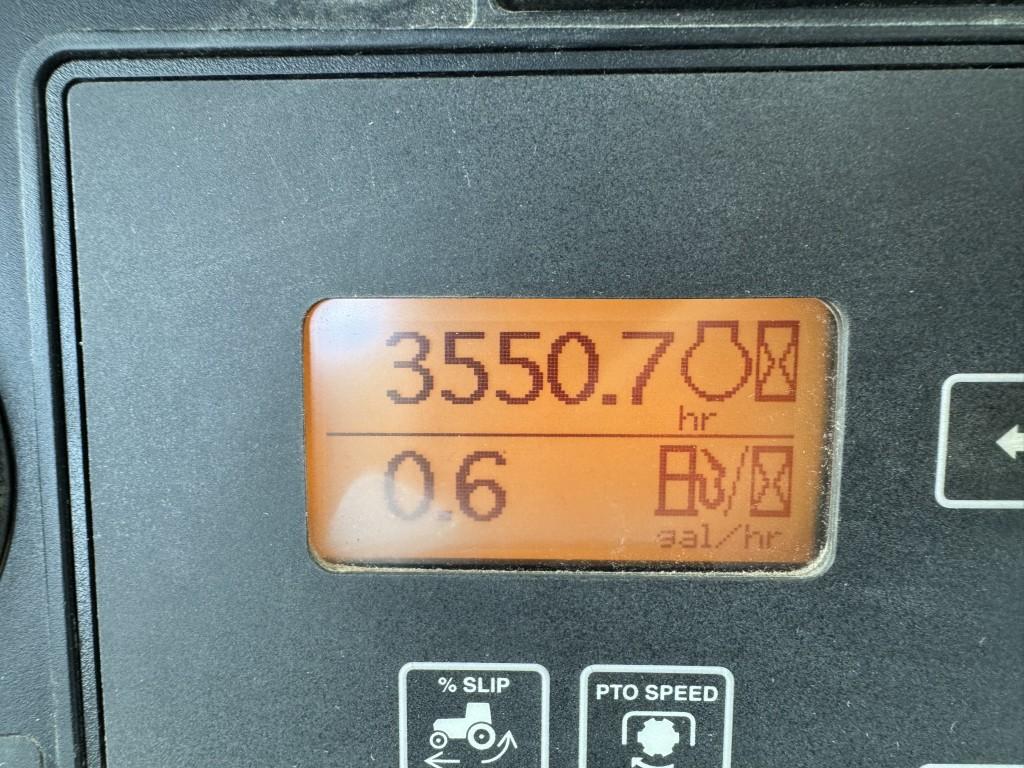 3550.7
hr
0.6
gal/hr
% SLIP
PTO SPEED